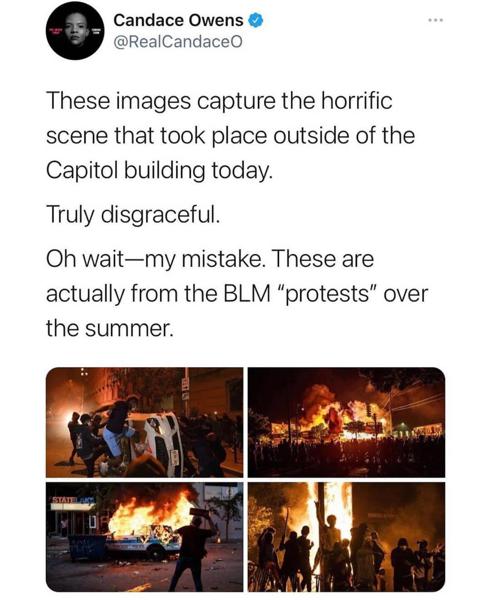 Candace Owens
@RealCandaceO
These images capture the horrific
scene that took place outside of the
Capitol building today.
Truly disgraceful.
Oh wait—my mistake. These are
actually from the BLM "protests" over
the summer.
STATE